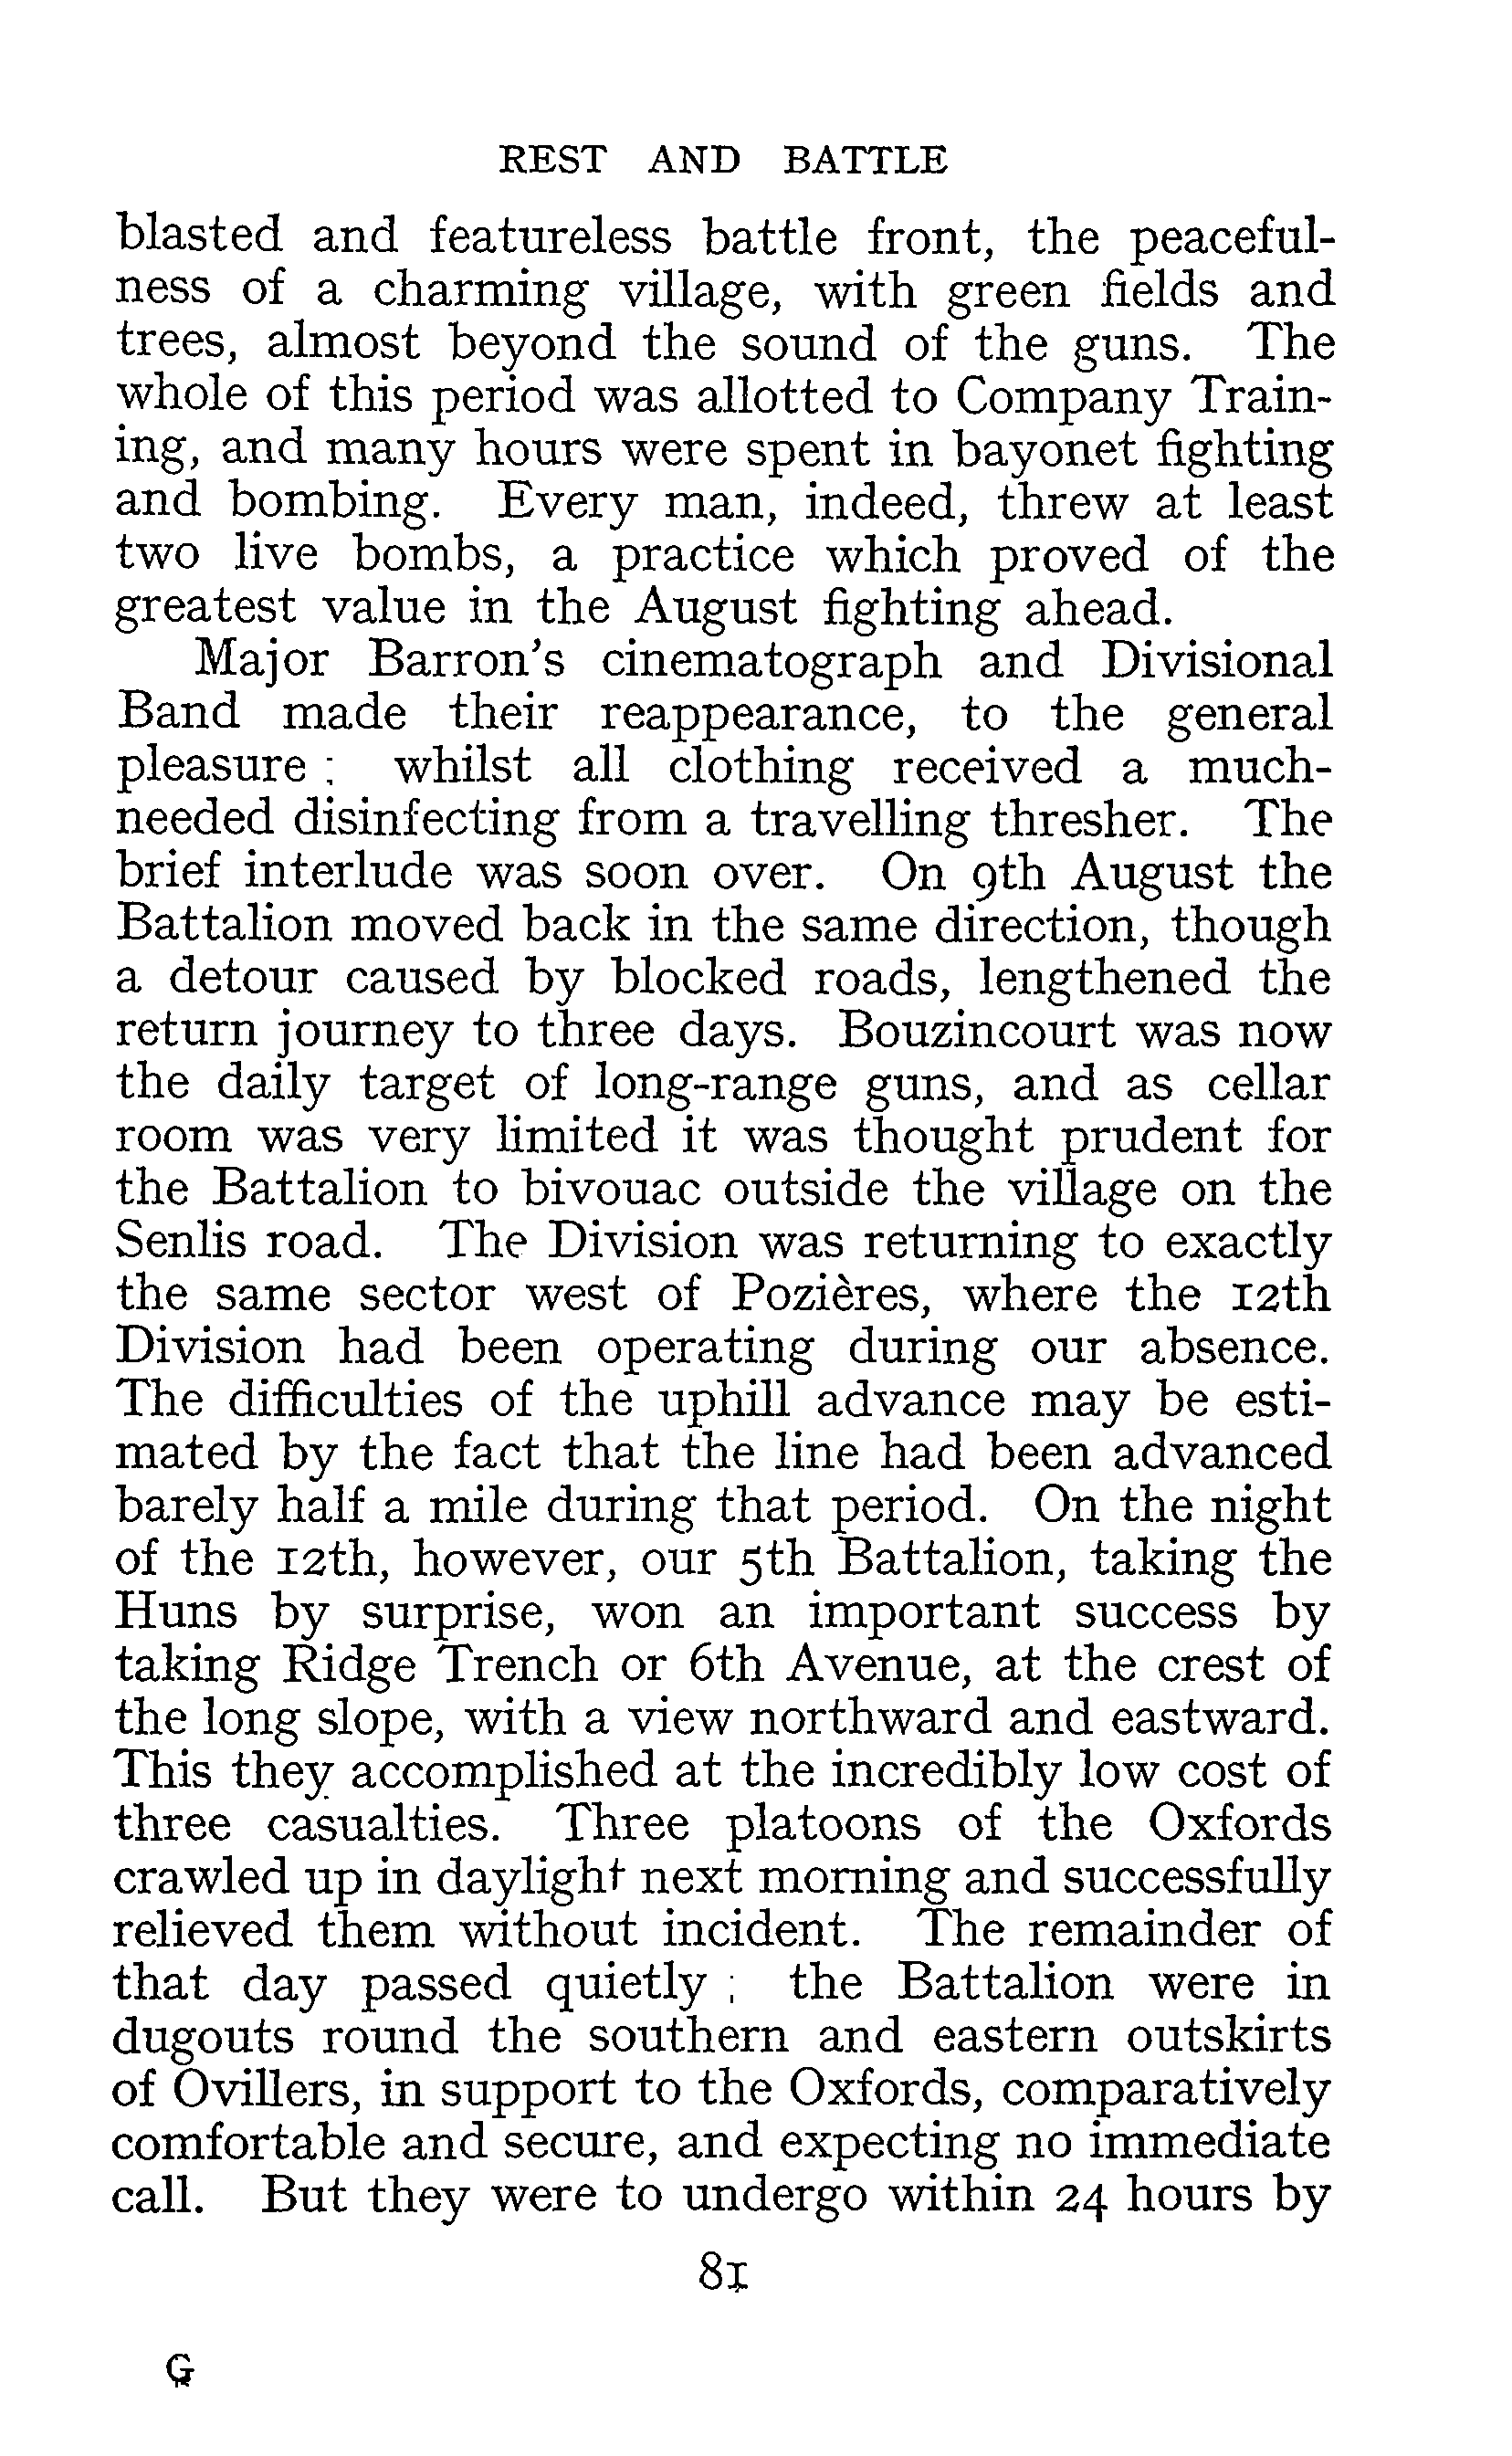 REST AND BATTLE
blasted and featureless battle front, the peaceful-
ness of a charming village, with green fields and
trees, almost beyond the sound of the guns. The
whole of this period was allotted to Company Train-
ing, and many hours were spent in bayonet fighting
and bombing. Every man, indeed, threw at least
two live bombs, a practice which proved of the
greatest value in the August fighting ahead.
Major Barron's cinematograph and Divisional
Band made their reappearance, to the general
pleasure ; whilst all clothing received a much-
needed disinfecting from a travelling thresher. The
brief interlude was soon over. On 9th August the
Battalion moved back in the same direction, though
a detour caused by blocked roads, lengthened the
return journey to three days. Bouzincourt was now
the daily target of long-range guns, and as cellar
room was very limited it was thought prudent for
the Battalion to bivouac outside the village on the
Senlis road. The Division was returning to exactly
the same sector west of Pozières, where the 12th
Division had been operating during our absence.
The difficulties of the uphill advance may be esti-
mated by the fact that the line had been advanced
barely half a mile during that period. On the night
of the 12th, however, our 5th Battalion, taking the
Huns by surprise, won an important success by
taking Ridge Trench or 6th Avenue, at the crest of
the long slope, with a view northward and eastward.
This they accomplished at the incredibly low cost of
three casualties. Three platoons of the Oxfords
crawled up in daylight next morning and successfully
relieved them without incident. The remainder of
that day passed quietly ; the Battalion were in
dugouts round the southern and eastern outskirts
of Ovillers, in support to the Oxfords, comparatively
comfortable and secure, and expecting no immediate
call. But they were to undergo within 24 hours by
81
G